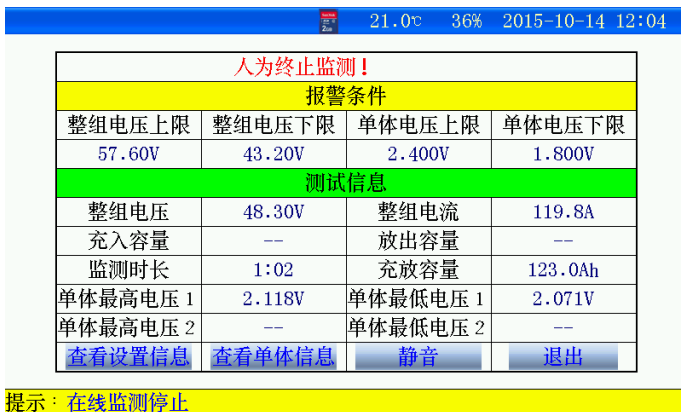 21.0℃ 36% 2015-10-14 12:04
人为终止监测!
报警条件
整组电压上限 整组电压下限 单体电压上限 单体电压下限
57.60V 43.20V 2.400V 1.800V
测试信息
整组电压 48.30V 整组电流 119.8A
充入容量 -- 放出容量 --
监测时长 1:02 充放容量 123.0Ah
单体最高电压1 2.118V 单体最低电压1 2.071V
单体最高电压2 -- 单体最低电压2 --
查看设置信息 查看单体信息 静音 退出
提示:在线监测停止